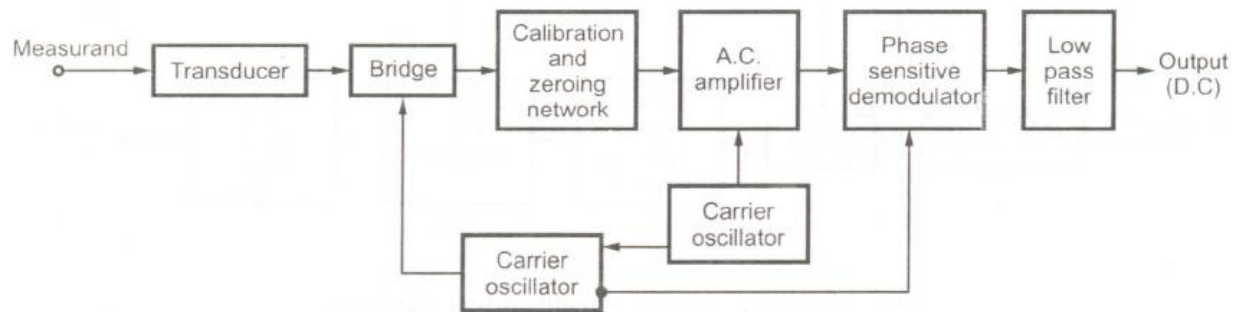 Measurand
Transducer
Bridge
Calibration
and
zeroing
network
A.C.
amplifier
Phase
sensitive
demodulator
Low
pass
filter
Output
(D.C)
Carrier
oscillator
Carrier
oscillator